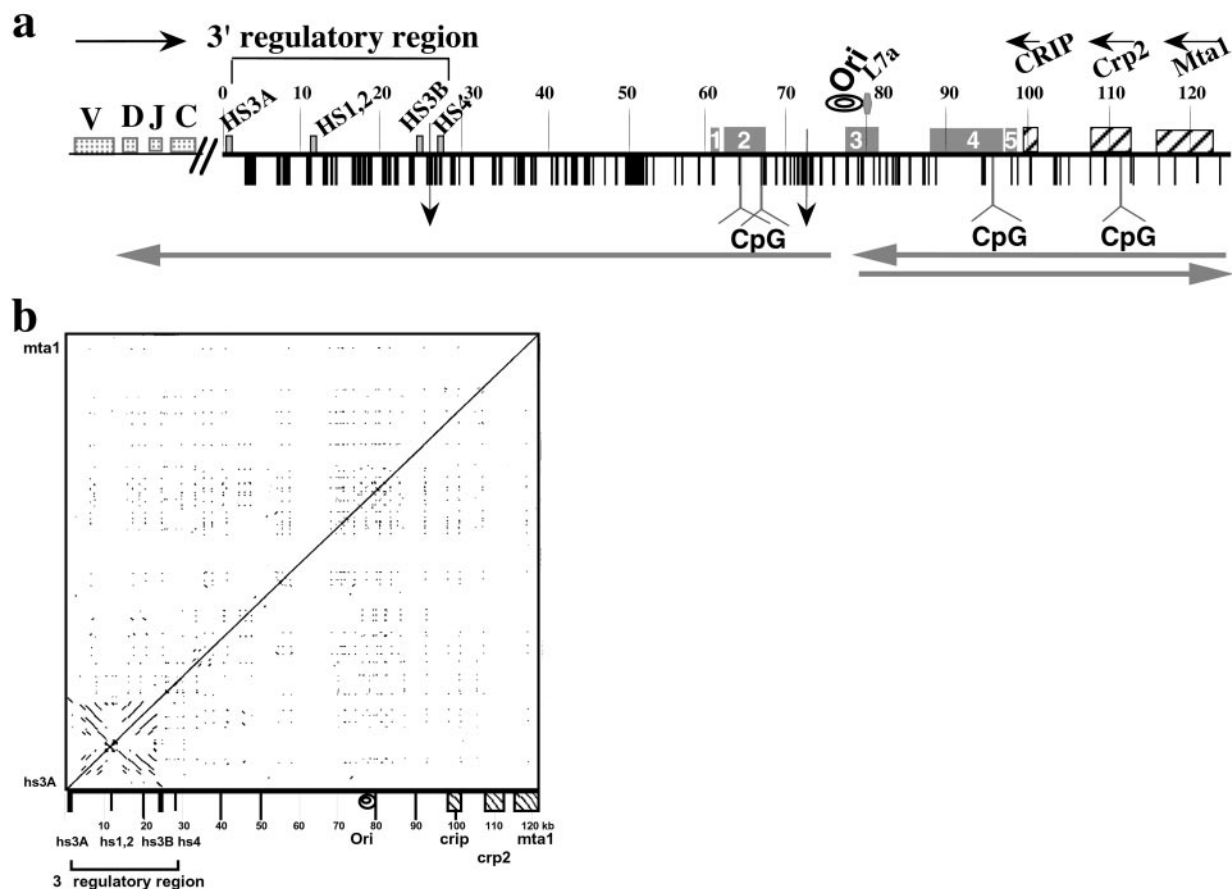 a
3' regulatory region
V D J C
HS3A HS1,2 HS3B HS4 Ori L7a CRIP Crp2 Mta1
0 10 20 30 40 50 60 70 80 90 100 110 120
1 2 3 4 5
CpG CpG CpG
b
mta1
hs3A
10 20 30 40 50 60 70 80 90 100 110 120 kb
hs3A hs1,2 hs3B hs4 Ori crip mta1
crp2
3 regulatory region